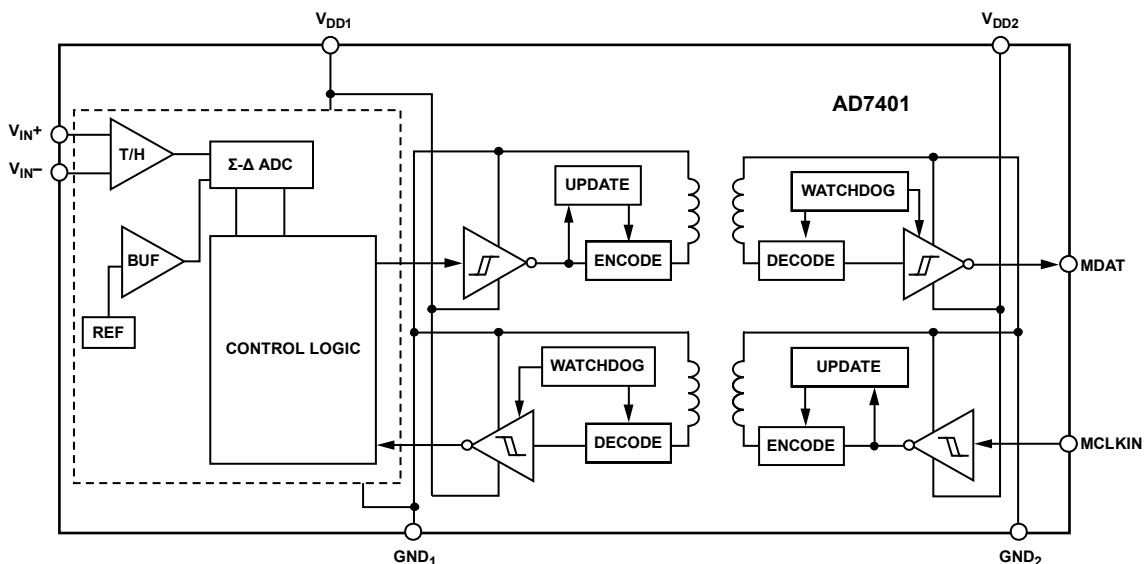 VDD1
VDD2
AD7401
VIN+
VIN–
T/H
Σ-Δ ADC
BUF
REF
CONTROL LOGIC
UPDATE
ENCODE
WATCHDOG
DECODE
MDAT
WATCHDOG
DECODE
UPDATE
ENCODE
MCLKIN
GND1
GND2